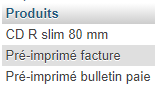 Produits
CD R slim 80 mm
Pré-imprimé facture
Pré-imprimé bulletin paie